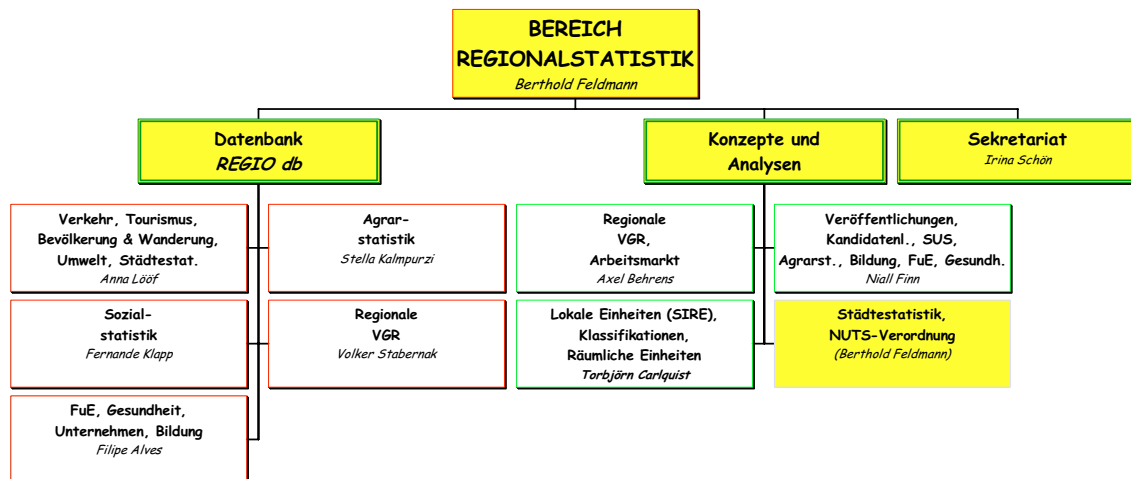 BEREICH
REGIONALSTATISTIK
Berthold Feldmann
Datenbank
REGIO db
Konzepte und
Analysen
Sekretariat
Irina Schön
Verkehr, Tourismus,
Bevölkerung & Wanderung,
Umwelt, Städtestat.
Anna Lööf
Agrar-
statistik
Stella Kalmpurzi
Regionale
VGR,
Arbeitsmarkt
Axel Behrens
Veröffentlichungen,
Kandidatenl., SUS,
Agrarst., Bildung, FuE, Gesundh.
Niall Finn
Sozial-
statistik
Fernande Klapp
Regionale
VGR
Volker Stabernak
Lokale Einheiten (SIRE),
Klassifikationen,
Räumliche Einheiten
Torbjörn Carlquist
Städtestatistik,
NUTS-Verordnung
(Berthold Feldmann)
FuE, Gesundheit,
Unternehmen, Bildung
Filipe Alves